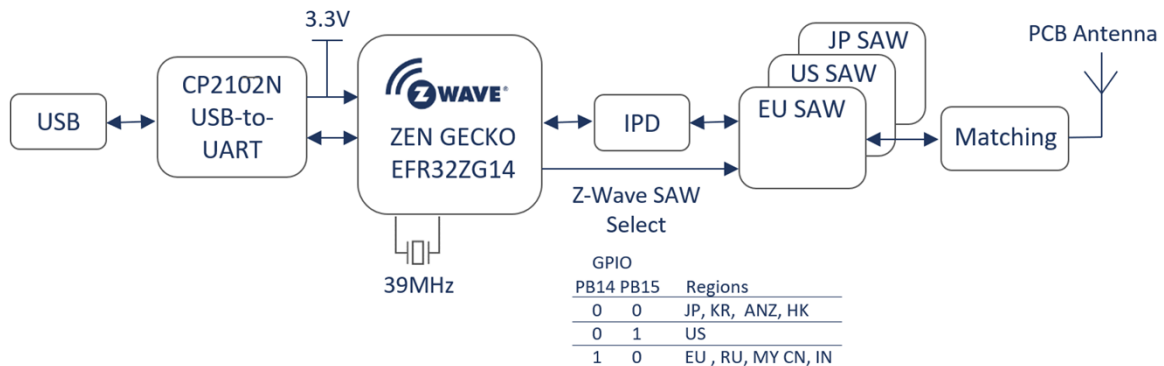 3.3V
PCB Antenna
JP SAW
US SAW
EU SAW
USB
CP2102N
USB-to-
UART
Z WAVE®
ZEN GECKO
EFR32ZG14
IPD
Matching
Z-Wave SAW
Select
39MHz
GPIO
PB14 PB15 Regions
0 0 JP, KR, ANZ, HK
0 1 US
1 0 EU , RU, MY CN, IN